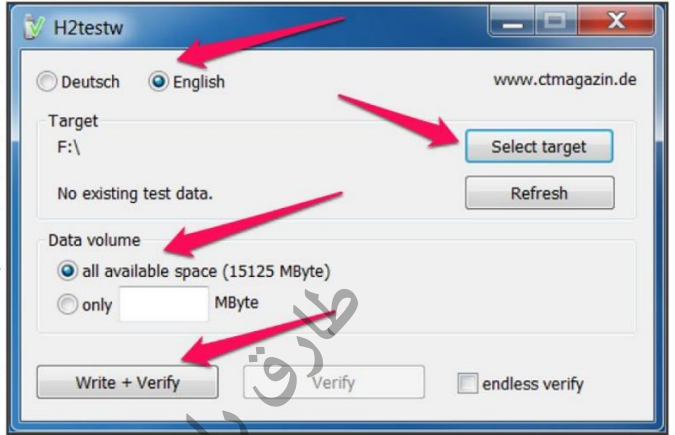 H2testw
Deutsch English www.ctmagazin.de
Target
F:\ Select target
No existing test data. Refresh
Data volume
all available space (15125 MByte)
only MByte
Write + Verify Verify endless verify
طارق